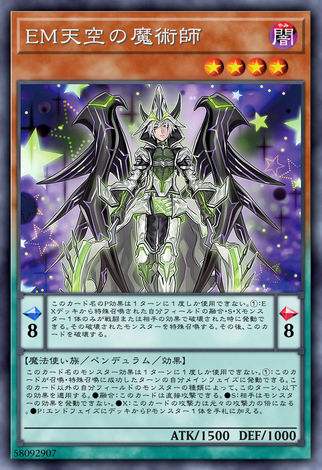 EM天空の魔術師
闇
このカード名のP効果は１ターンに１度しか使用できない。①：E
Xデッキから特殊召喚された自分フィールドの融合・S・Xモンス
ター１体のみが戦闘または相手の効果で破壊された時に発動で
きる。その破壊されたモンスターを特殊召喚する。その後、このカ
ードを破壊する。
8
8
【魔法使い族／ペンデュラム／効果】
このカード名のモンスター効果は１ターンに１度しか使用できない。①：この
カードが召喚・特殊召喚に成功したターンの自分メインフェイズに発動できる。こ
のカード以外の自分フィールドのモンスターの種類によって、このターン、以下
の効果を適用する。●融合：このカードは直接攻撃できる。●S：相手はモンスタ
ーの効果を発動できない。●X：このカードの攻撃力は元々の攻撃力の倍になる
。●P：エンドフェイズにデッキからPモンスター１体を手札に加える。
ATK/1500 DEF/1000
58092907